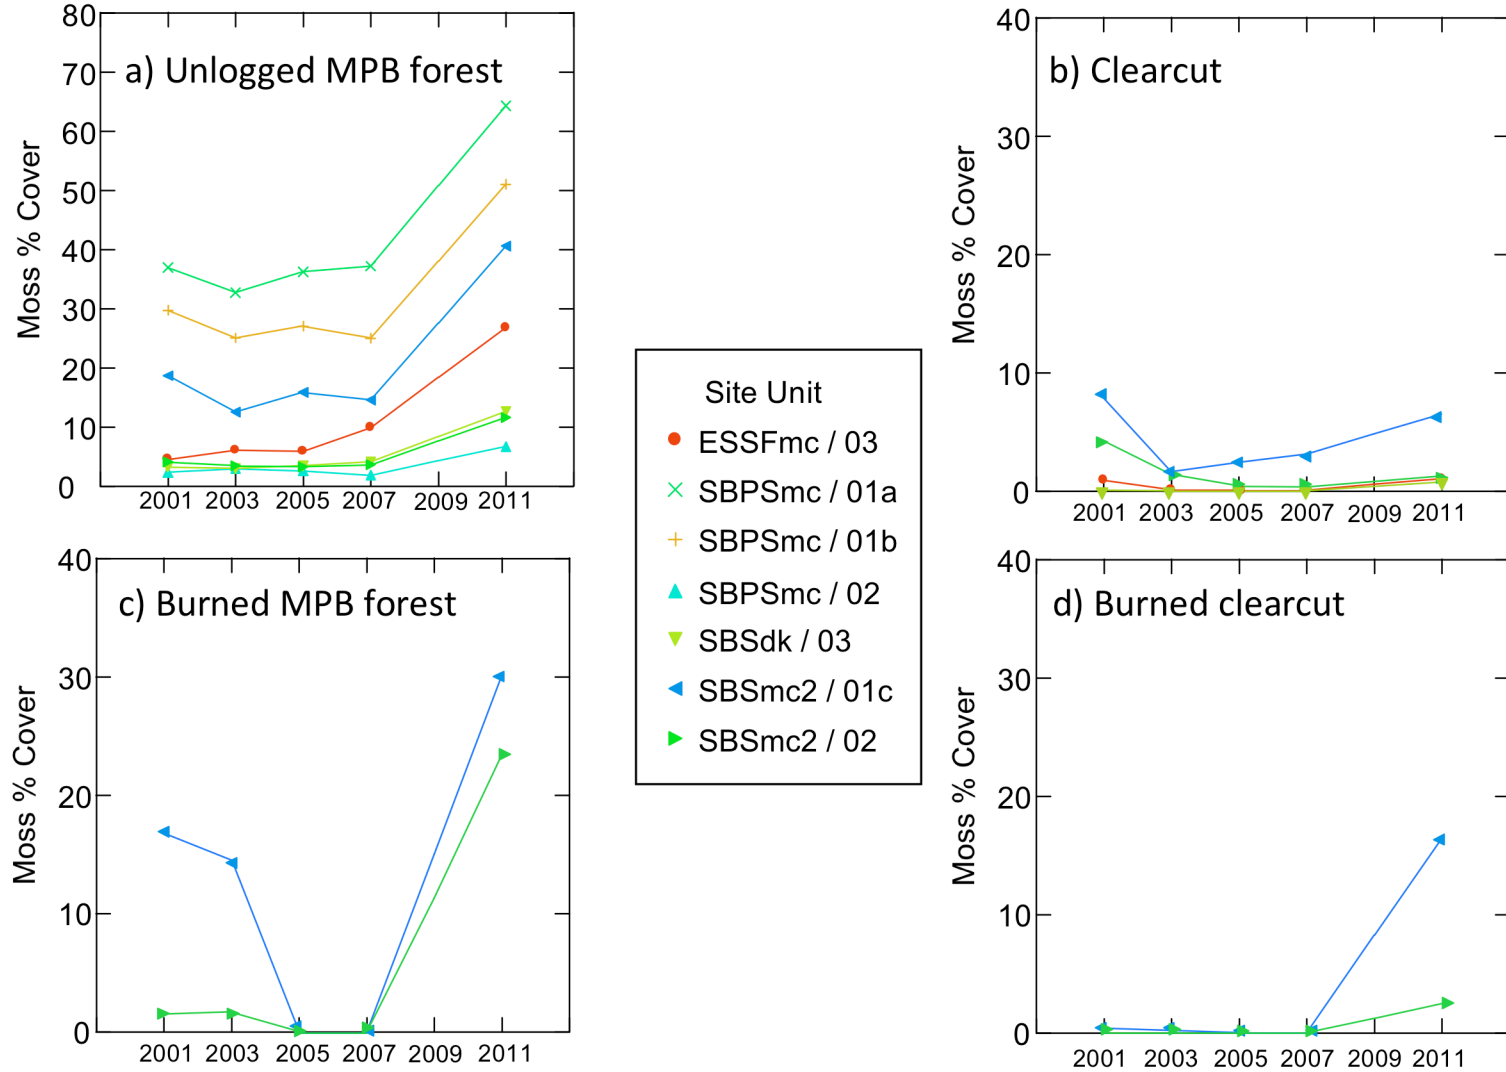 a) Unlogged MPB forest
Moss % Cover
80
70
60
50
40
30
20
10
0
2001 2003 2005 2007 2009 2011
b) Clearcut
Moss % Cover
40
30
20
10
0
2001 2003 2005 2007 2009 2011
Site Unit
ESSFmc / 03
SBPSmc / 01a
SBPSmc / 01b
SBPSmc / 02
SBSdk / 03
SBSmc2 / 01c
SBSmc2 / 02
c) Burned MPB forest
Moss % Cover
40
30
20
10
0
2001 2003 2005 2007 2009 2011
d) Burned clearcut
Moss % Cover
40
30
20
10
0
2001 2003 2005 2007 2009 2011